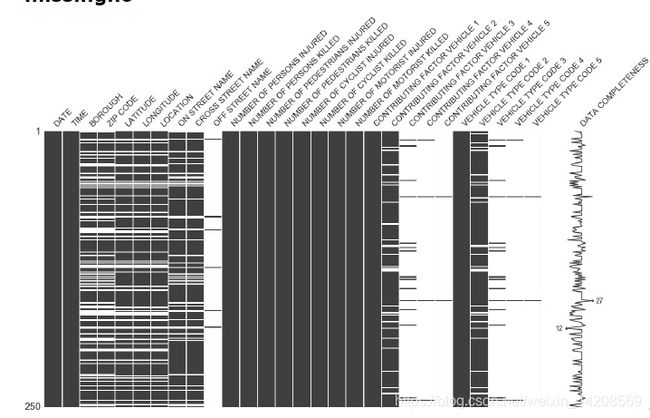 missingno
DATE
TIME
BOROUGH
ZIP CODE
LATITUDE
LONGITUDE
LOCATION
ON STREET NAME
CROSS STREET NAME
OFF STREET NAME
NUMBER OF PERSONS INJURED
NUMBER OF PERSONS KILLED
NUMBER OF PEDESTRIANS INJURED
NUMBER OF PEDESTRIANS KILLED
NUMBER OF CYCLIST INJURED
NUMBER OF CYCLIST KILLED
NUMBER OF MOTORIST INJURED
NUMBER OF MOTORIST KILLED
CONTRIBUTING FACTOR VEHICLE 1
CONTRIBUTING FACTOR VEHICLE 2
CONTRIBUTING FACTOR VEHICLE 3
CONTRIBUTING FACTOR VEHICLE 4
CONTRIBUTING FACTOR VEHICLE 5
VEHICLE TYPE CODE 1
VEHICLE TYPE CODE 2
VEHICLE TYPE CODE 3
VEHICLE TYPE CODE 4
VEHICLE TYPE CODE 5
DATA COMPLETENESS
1
27
12
250